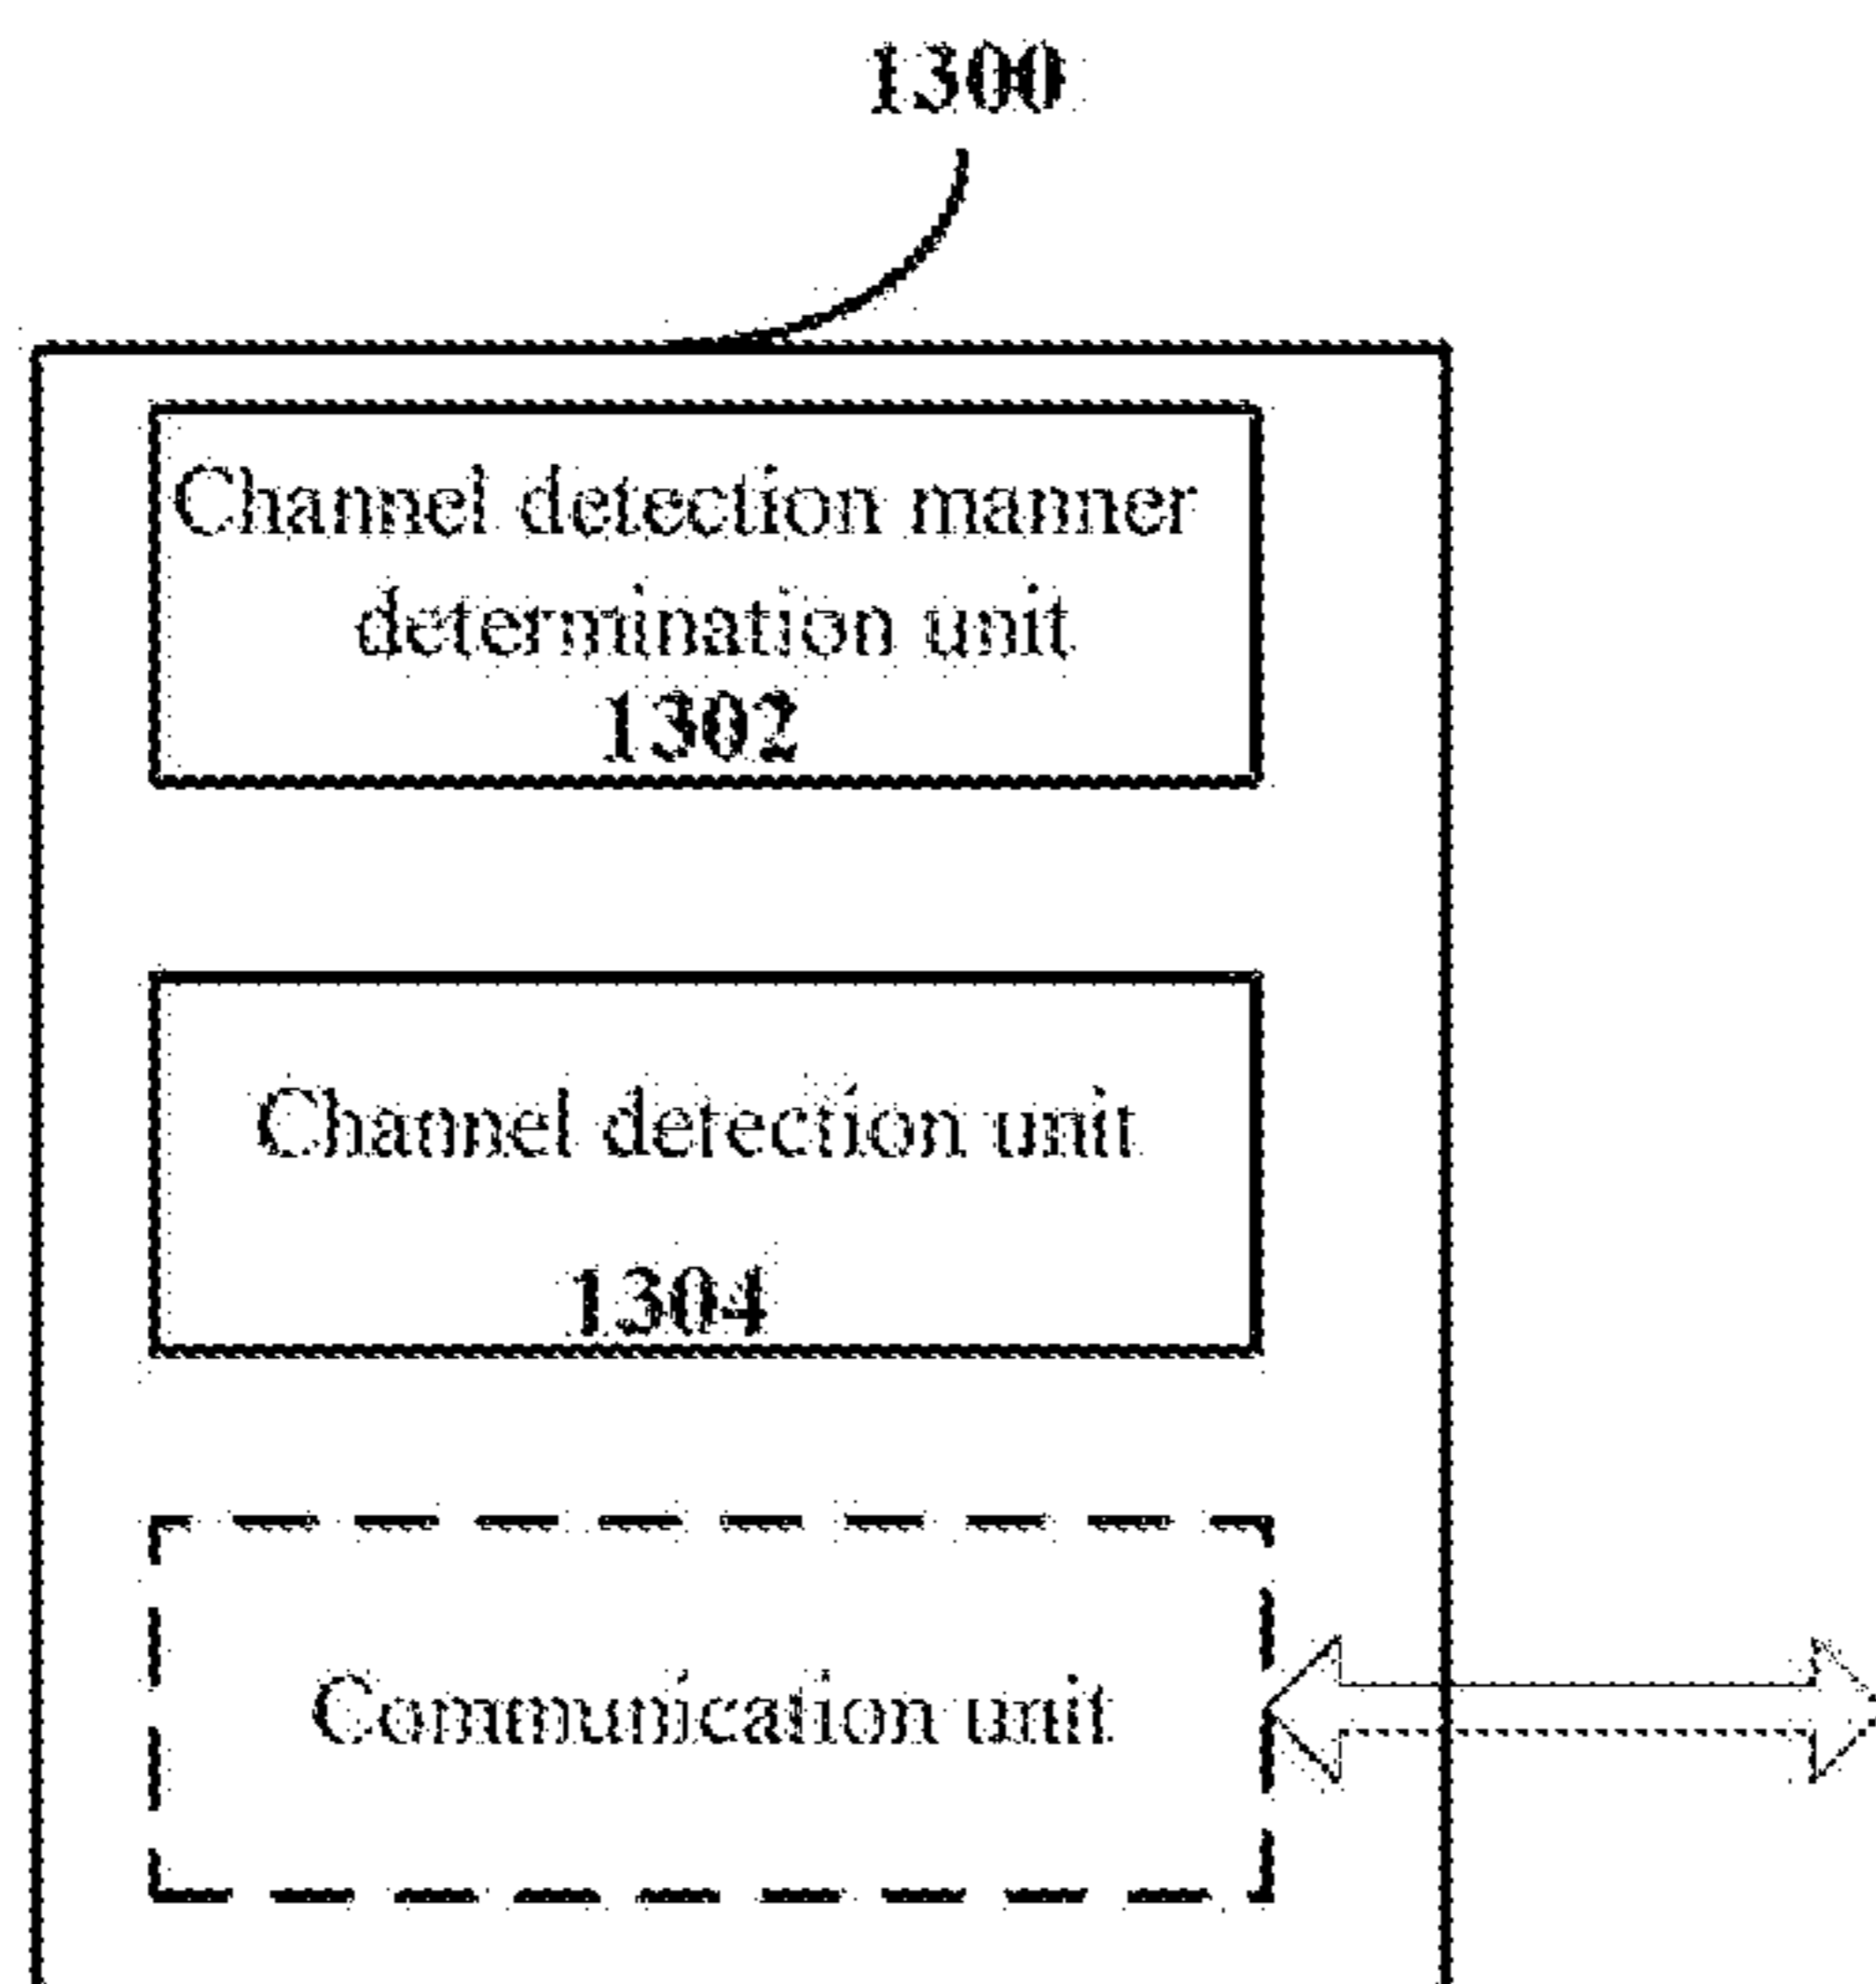 1300
Channel detection manner
determination unit
1302
Channel detection unit
1304
Communication unit